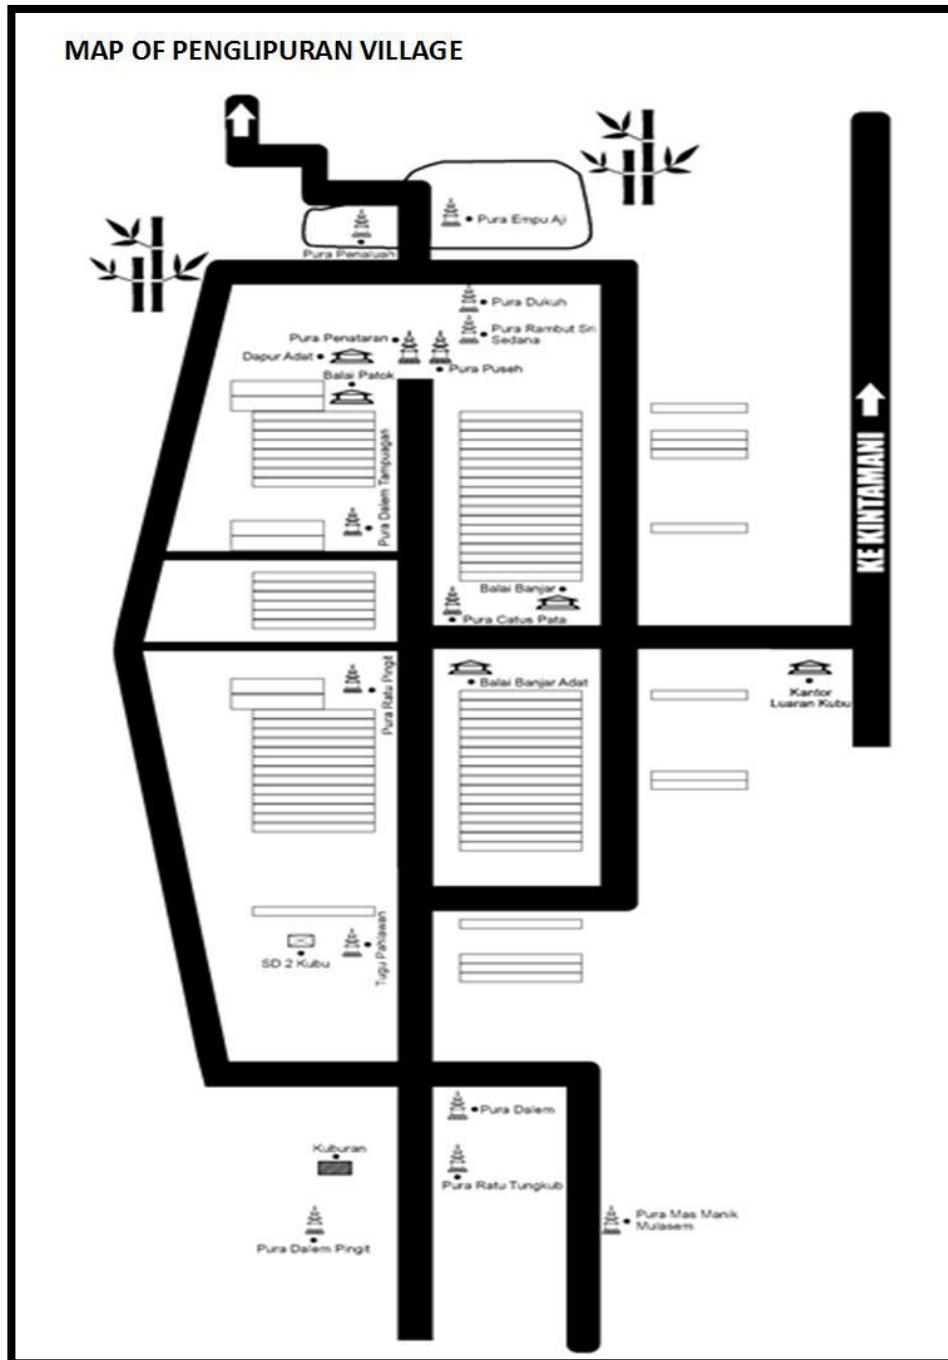 MAP OF PENGLIPURAN VILLAGE
Pura Empu Aji
Pura Penaluah
Pura Dukuh
Pura Rambut Sri
Sedana
Pura Penataran
Dapur Adat
Balai Patok
Pura Puseh
Pura Dalem Tampuagan
KE KINTAMANI
Balai Banjar
Pura Catus Pata
Pura Ratu Pingit
Balai Banjar Adat
Kantor
Luaran Kubu
Tugu Pahlawan
SD 2 Kubu
Pura Dalem
Kuburan
Pura Ratu Tungkub
Pura Mas Manik
Mulasem
Pura Dalem Pingit